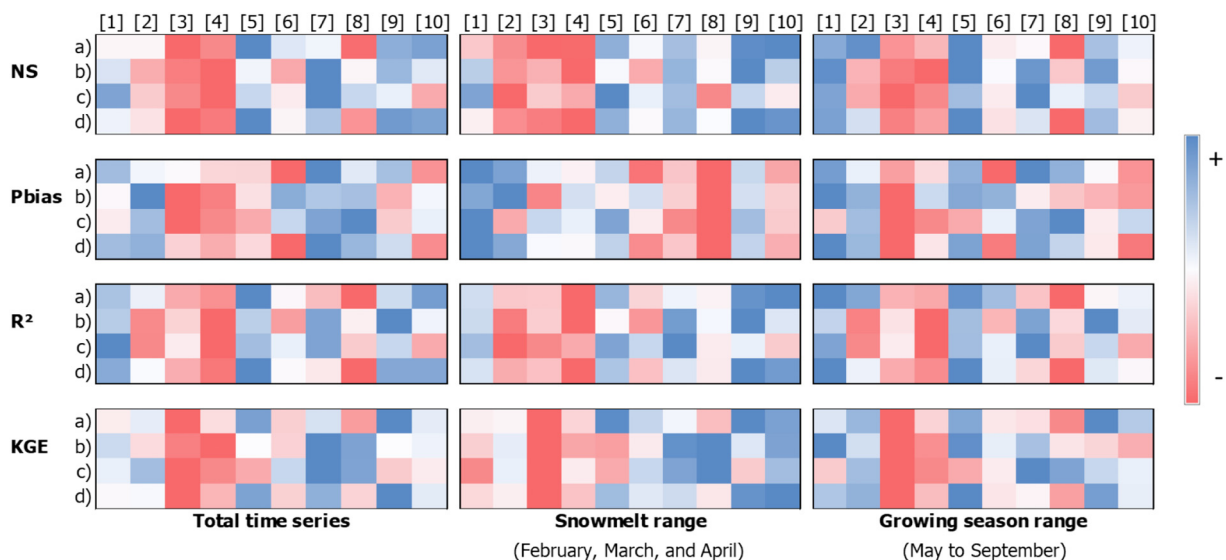 [1] [2] [3] [4] [5] [6] [7] [8] [9] [10] [1] [2] [3] [4] [5] [6] [7] [8] [9] [10] [1] [2] [3] [4] [5] [6] [7] [8] [9] [10]
NS
a)
b)
c)
d)
+
Pbias
a)
b)
c)
d)
R²
a)
b)
c)
d)
-
KGE
a)
b)
c)
d)
Total time series Snowmelt range Growing season range
(February, March, and April) (May to September)